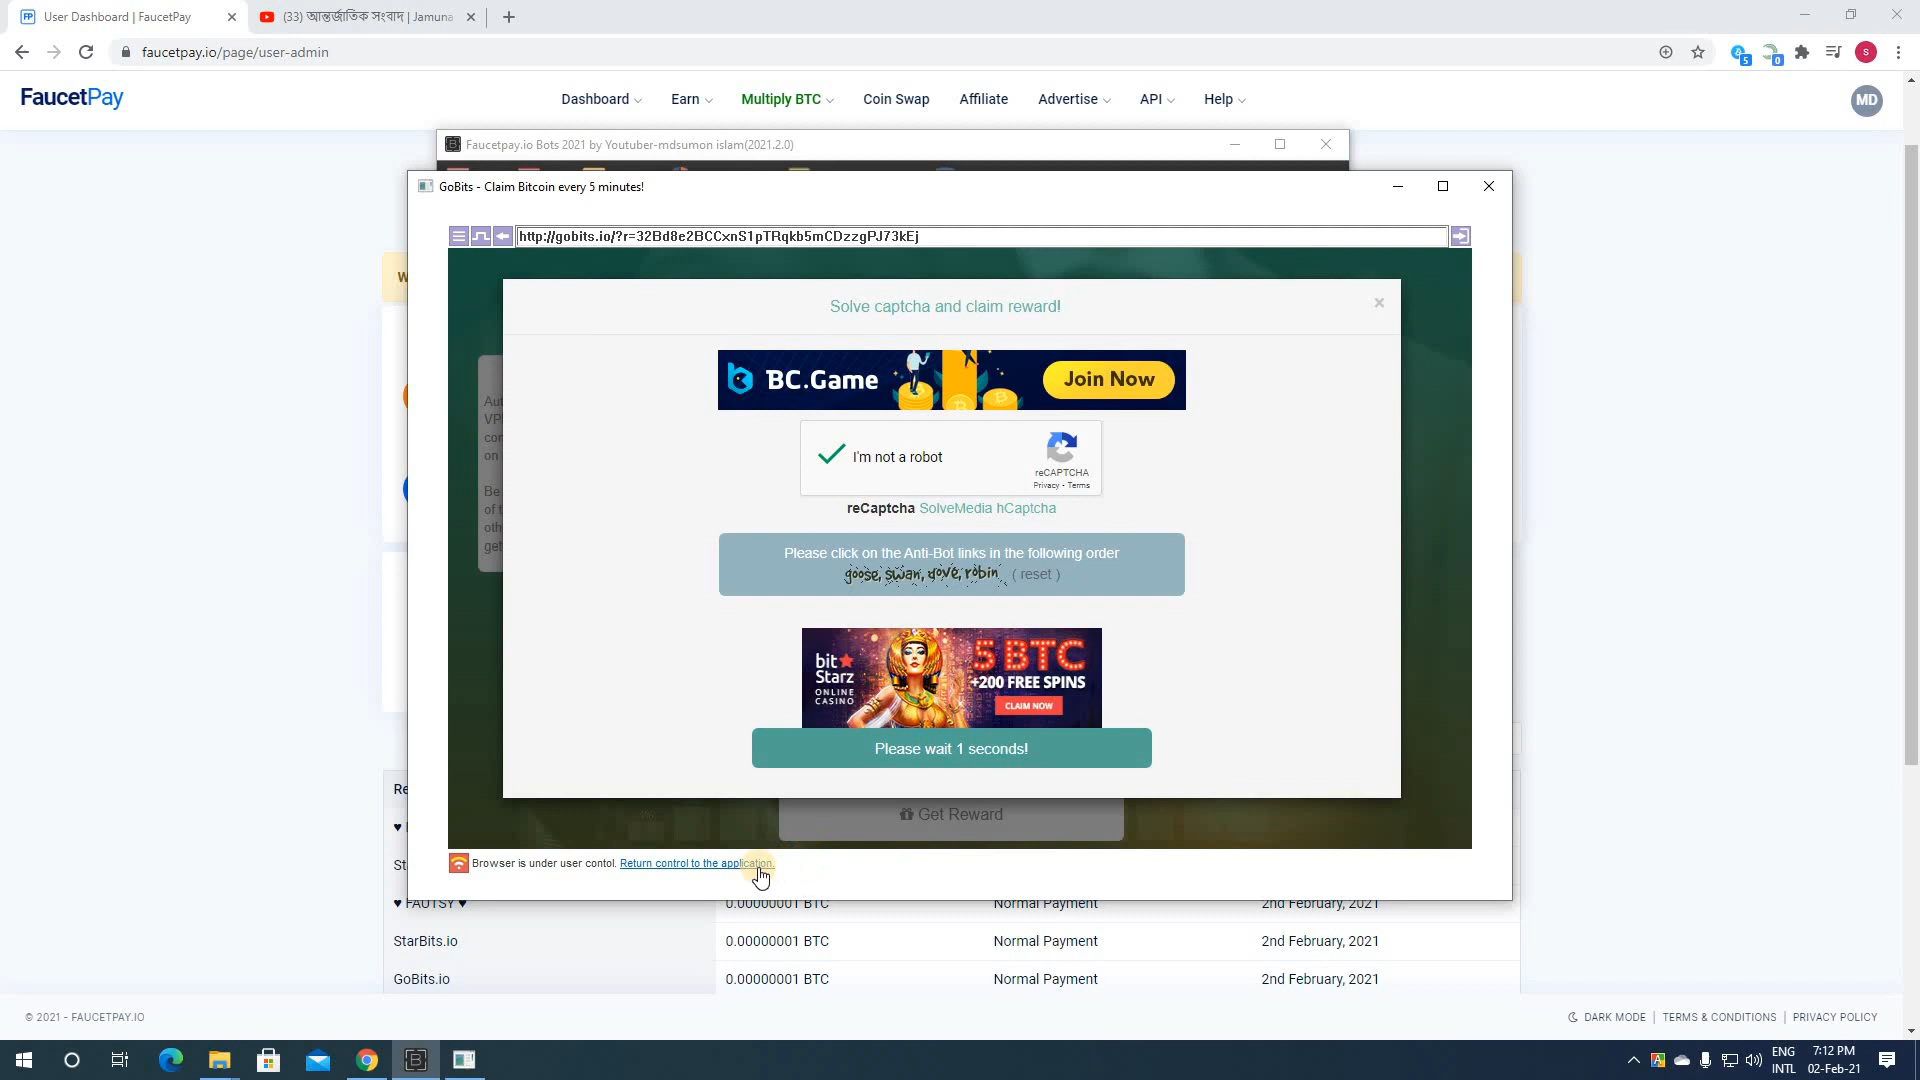 User Dashboard | FaucetPay
(33) আন্তর্জাতিক সংবাদ | Jamuna
faucetpay.io/page/user-admin
5
0
S
FaucetPay
Dashboard
Earn
Multiply BTC
Coin Swap
Affiliate
Advertise
API
Help
MD
Faucetpay.io Bots 2021 by Youtuber-mdsumon islam(2021.2.0)
GoBits - Claim Bitcoin every 5 minutes!
http://gobits.io/?r=32Bd8e2BCCxnS1pTRqkb5mCDzzgPJ73kEj
Solve captcha and claim reward!
×
BC.Game
Join Now
I'm not a robot
reCAPTCHA
Privacy - Terms
reCaptcha SolveMedia hCaptcha
Please click on the Anti-Bot links in the following order
goose, swan, dove, robin ( reset )
bit Starz
ONLINE CASINO
5 BTC
+200 FREE SPINS
CLAIM NOW
Please wait 1 seconds!
Get Reward
Browser is under user contol. Return control to the application.
♥ FAUTSY ♥ 0.00000001 BTC Normal Payment 2nd February, 2021
StarBits.io 0.00000001 BTC Normal Payment 2nd February, 2021
GoBits.io 0.00000001 BTC Normal Payment 2nd February, 2021
© 2021 - FAUCETPAY.IO
DARK MODE | TERMS & CONDITIONS | PRIVACY POLICY
ENG
INTL
7:12 PM
02-Feb-21